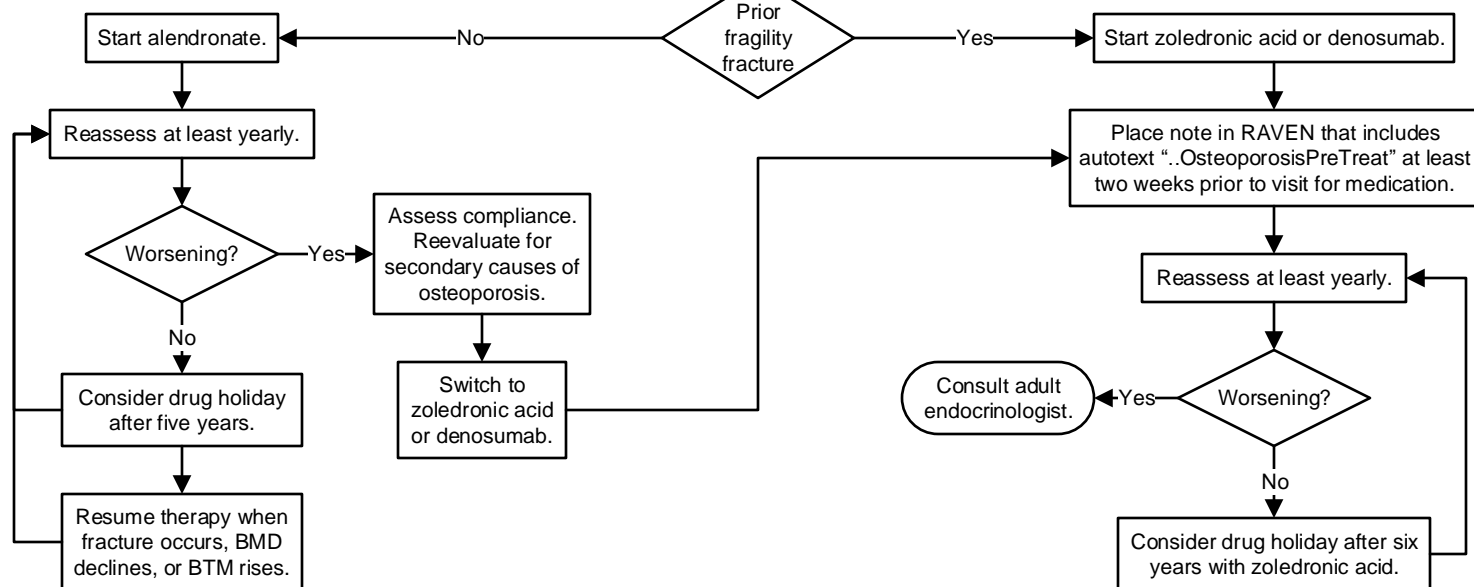 Prior
fragility
fracture
No
Yes
Start alendronate.
Start zoledronic acid or denosumab.
Reassess at least yearly.
Worsening?
Yes
No
Assess compliance.
Reevaluate for
secondary causes of
osteoporosis.
Switch to
zoledronic acid
or denosumab.
Consider drug holiday
after five years.
Resume therapy when
fracture occurs, BMD
declines, or BTM rises.
Place note in RAVEN that includes
autotext “..OsteoporosisPreTreat” at least
two weeks prior to visit for medication.
Reassess at least yearly.
Worsening?
Yes
Consult adult
endocrinologist.
No
Consider drug holiday after six
years with zoledronic acid.